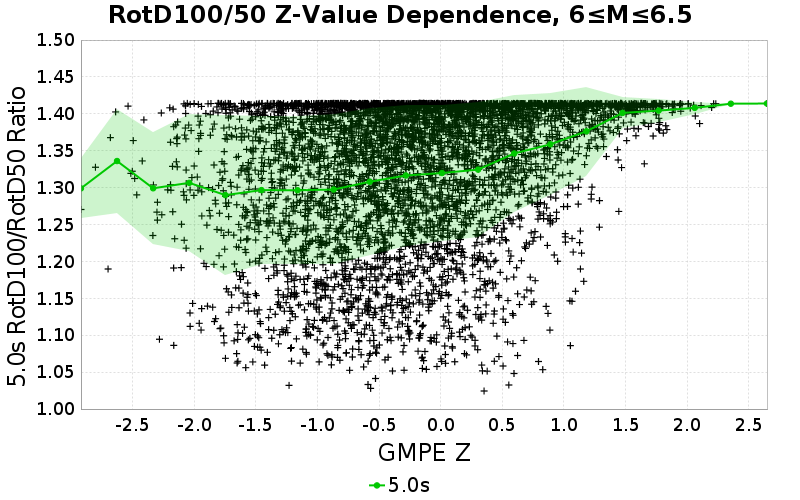 RotD100/50 Z-Value Dependence, 6≤M≤6.5
5.0s RotD100/RotD50 Ratio
1.50
1.45
1.40
1.35
1.30
1.25
1.20
1.15
1.10
1.05
1.00
-2.5 -2.0 -1.5 -1.0 -0.5 0.0 0.5 1.0 1.5 2.0 2.5
GMPE Z
5.0s